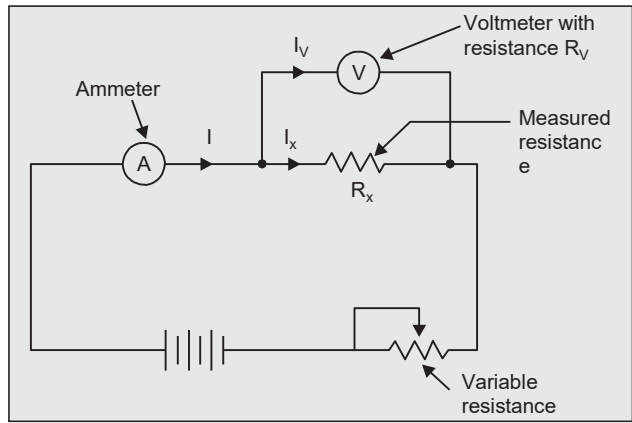 Voltmeter with
resistance R_V
I_V
V
Ammeter
Measured
resistanc
e
I
I_x
A
R_x
Variable
resistance